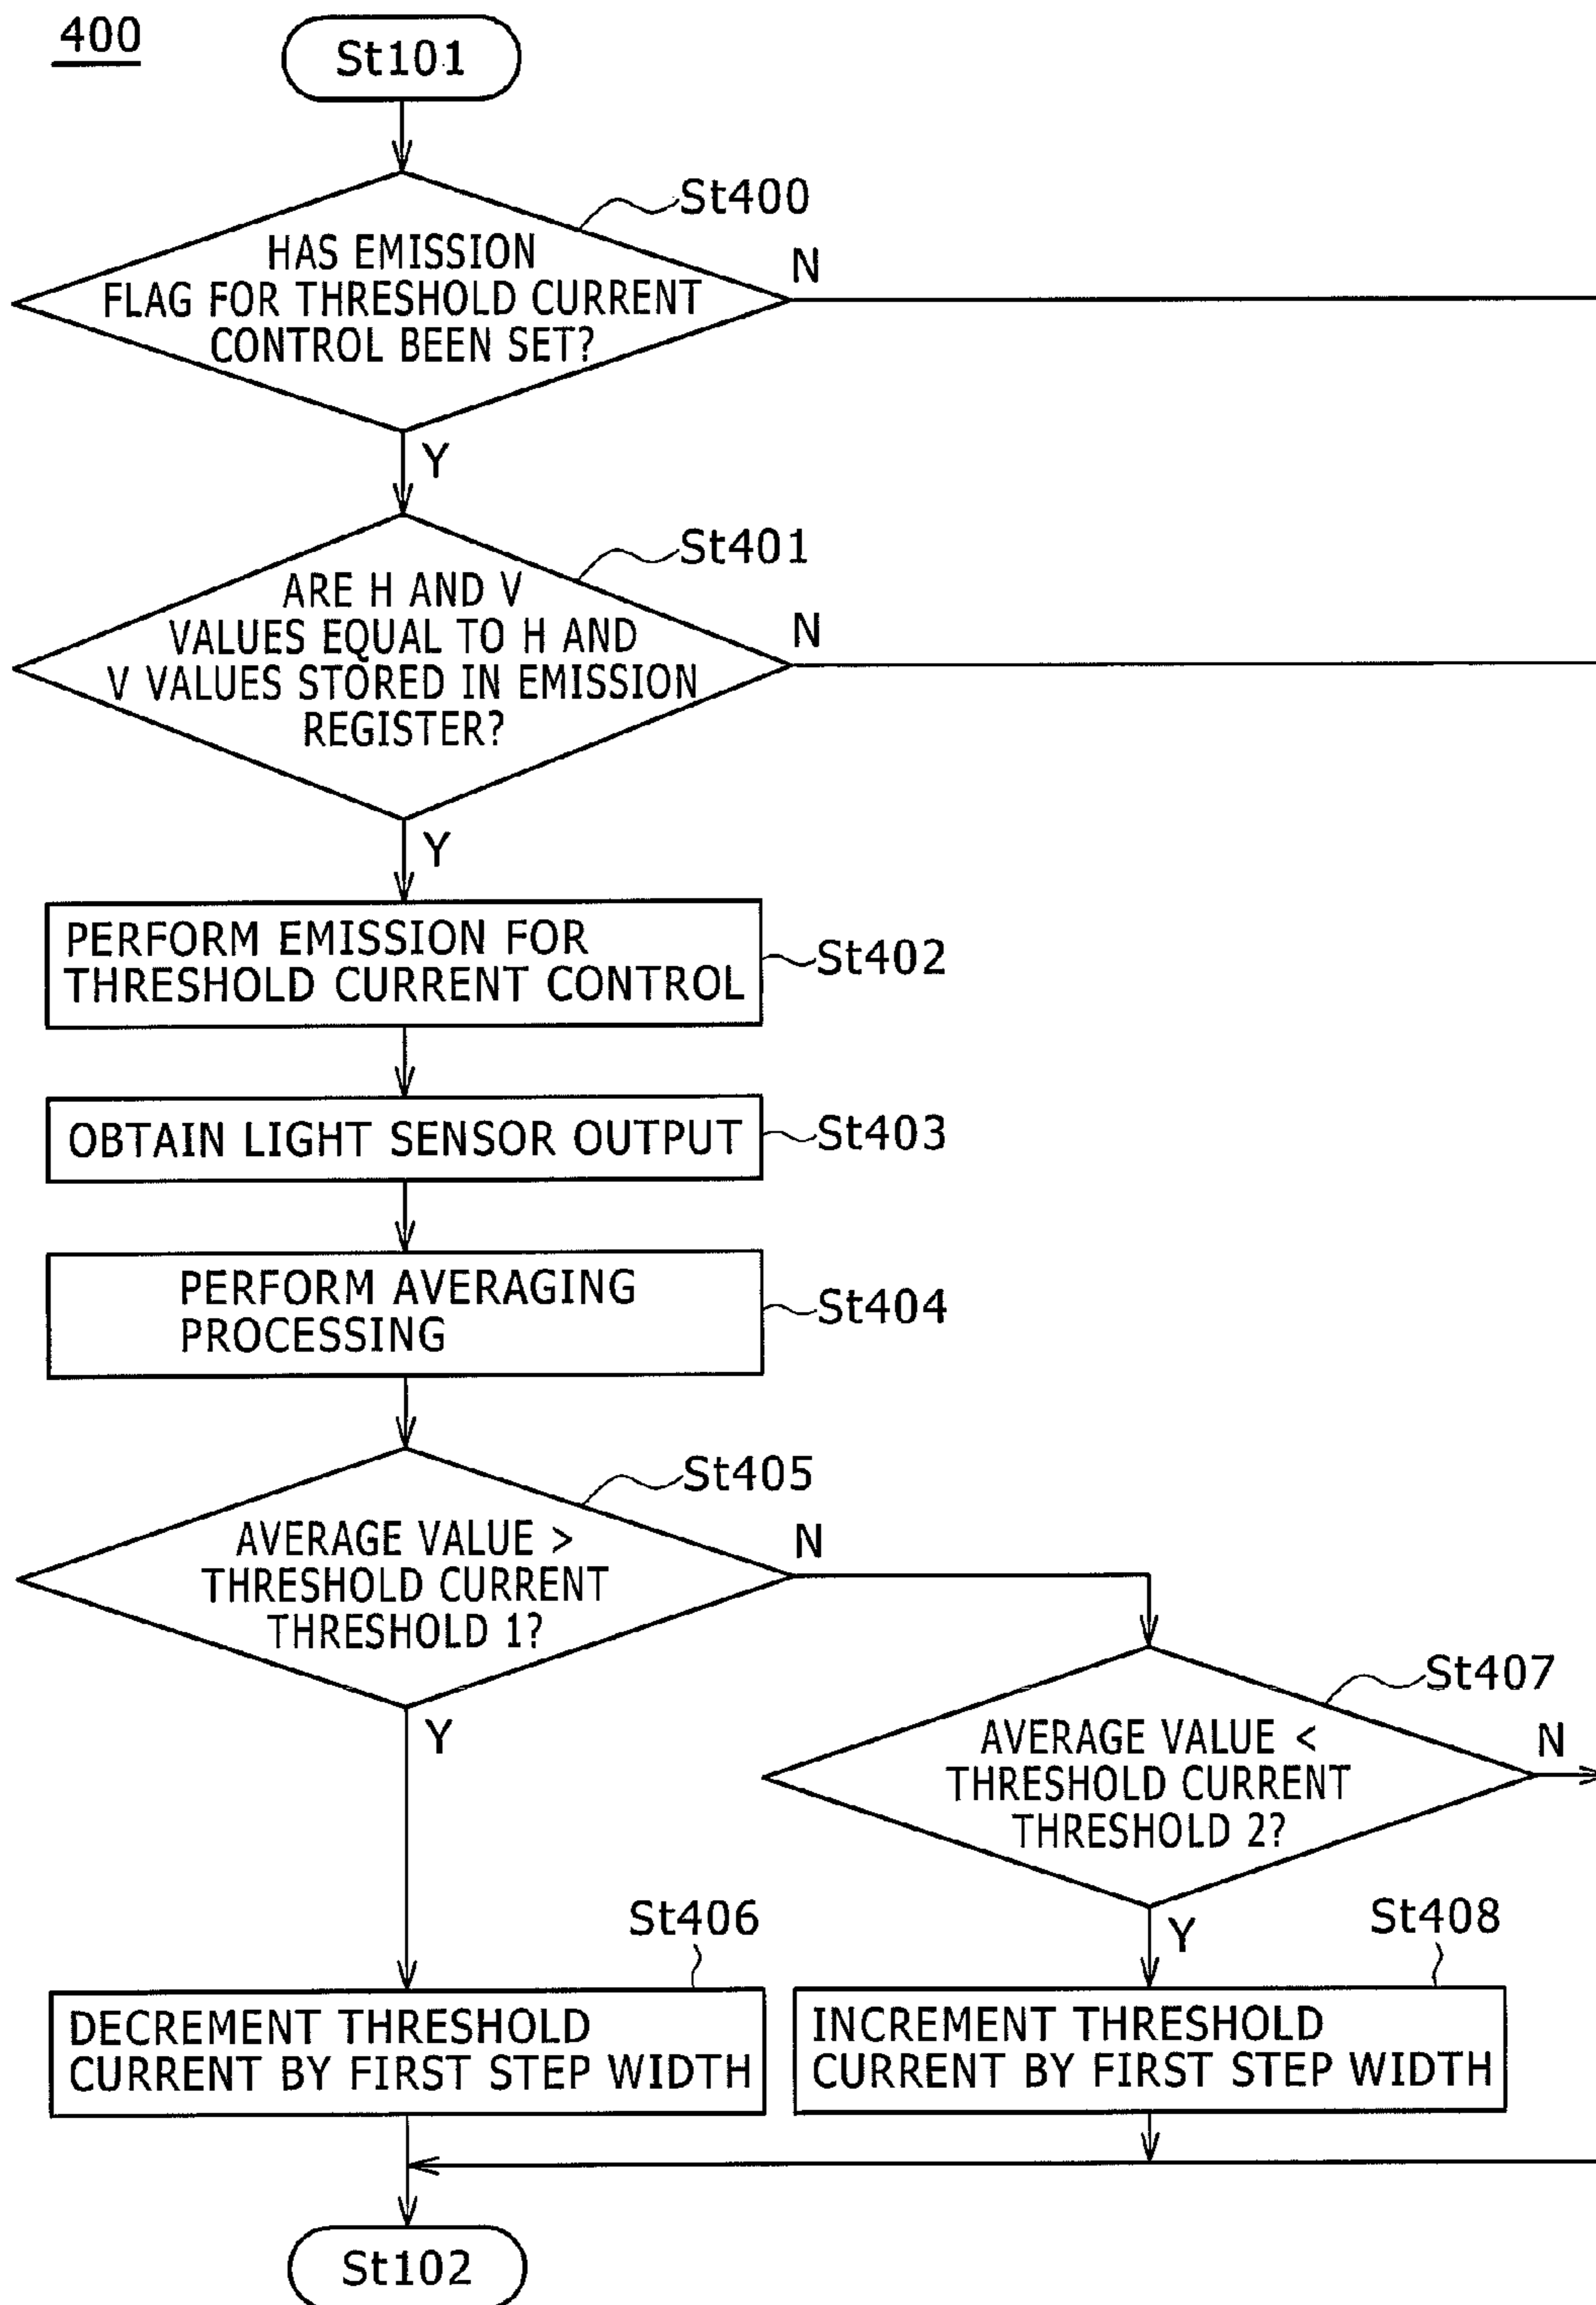 400
St101
St400
HAS EMISSION
FLAG FOR THRESHOLD CURRENT
CONTROL BEEN SET?
N
Y
St401
ARE H AND V
VALUES EQUAL TO H AND
V VALUES STORED IN EMISSION
REGISTER?
N
Y
PERFORM EMISSION FOR
THRESHOLD CURRENT CONTROL
St402
OBTAIN LIGHT SENSOR OUTPUT
St403
PERFORM AVERAGING
PROCESSING
St404
St405
AVERAGE VALUE >
THRESHOLD CURRENT
THRESHOLD 1?
N
Y
St407
AVERAGE VALUE <
THRESHOLD CURRENT
THRESHOLD 2?
N
Y
St406
DECREMENT THRESHOLD
CURRENT BY FIRST STEP WIDTH
St408
INCREMENT THRESHOLD
CURRENT BY FIRST STEP WIDTH
St102